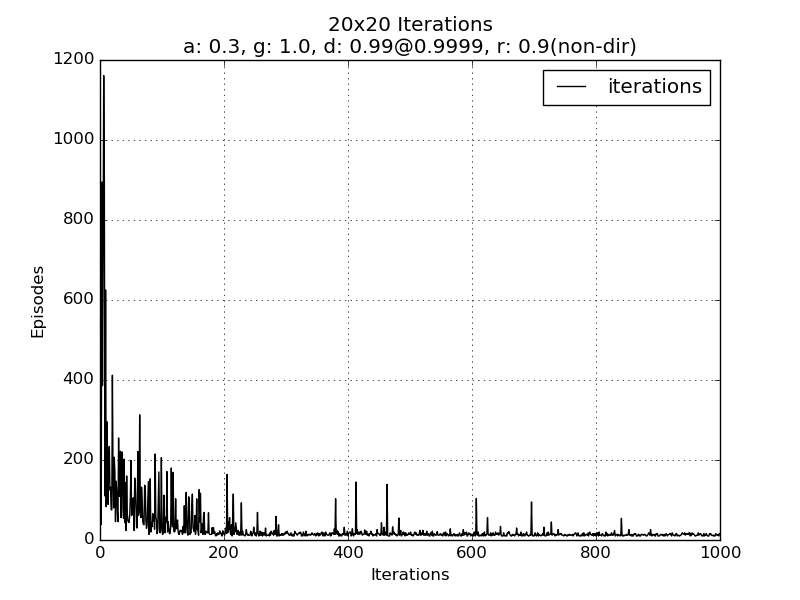 20x20 Iterations
a: 0.3, g: 1.0, d: 0.99@0.9999, r: 0.9(non-dir)
iterations
1200
1000
800
600
400
200
0
Episodes
0 200 400 600 800 1000
Iterations